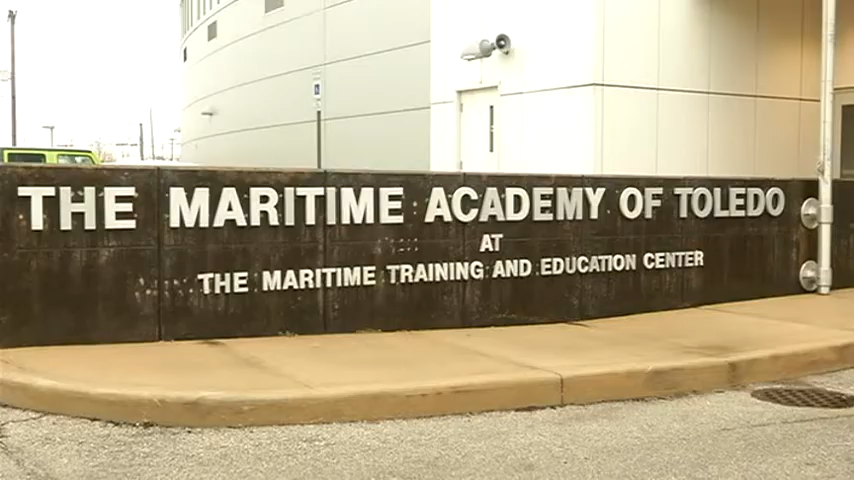 THE MARITIME ACADEMY OF TOLEDO
AT
THE MARITIME TRAINING AND EDUCATION CENTER